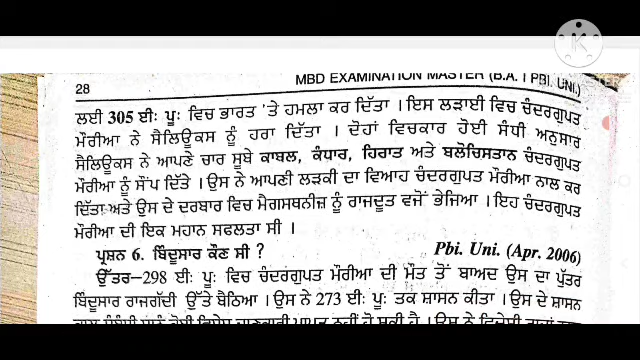 28
MBD EXAMINATION MASTER (B.A. I PBI. UNI.)
ਲਈ 305 ਈ: ਪੂ: ਵਿਚ ਭਾਰਤ 'ਤੇ ਹਮਲਾ ਕਰ ਦਿੱਤਾ । ਇਸ ਲੜਾਈ ਵਿਚ ਚੰਦਰਗੁਪਤ
ਮੌਰੀਆ ਨੇ ਸੈਲਿਊਕਸ ਨੂੰ ਹਰਾ ਦਿੱਤਾ । ਦੋਹਾਂ ਵਿਚਕਾਰ ਹੋਈ ਸੰਧੀ ਅਨੁਸਾਰ
ਸੈਲਿਊਕਸ ਨੇ ਆਪਣੇ ਚਾਰ ਸੂਬੇ ਕਾਬਲ, ਕੰਧਾਰ, ਹਿਰਾਤ ਅਤੇ ਬਲੋਚਿਸਤਾਨ ਚੰਦਰਗੁਪਤ
ਮੌਰੀਆ ਨੂੰ ਸੌਂਪ ਦਿੱਤੇ । ਉਸ ਨੇ ਆਪਣੀ ਲੜਕੀ ਦਾ ਵਿਆਹ ਚੰਦਰਗੁਪਤ ਮੌਰੀਆ ਨਾਲ ਕਰ
ਦਿੱਤਾ ਅਤੇ ਉਸ ਦੇ ਦਰਬਾਰ ਵਿਚ ਮੈਗਸਥਨੀਜ਼ ਨੂੰ ਰਾਜਦੂਤ ਵਜੋਂ ਭੇਜਿਆ । ਇਹ ਚੰਦਰਗੁਪਤ
ਮੌਰੀਆ ਦੀ ਇਕ ਮਹਾਨ ਸਫਲਤਾ ਸੀ ।
ਪ੍ਰਸ਼ਨ 6. ਬਿੰਦੂਸਾਰ ਕੌਣ ਸੀ ? Pbi. Uni. (Apr. 2006)
ਉੱਤਰ—298 ਈ: ਪੂ: ਵਿਚ ਚੰਦਰਗੁਪਤ ਮੌਰੀਆ ਦੀ ਮੌਤ ਤੋਂ ਬਾਅਦ ਉਸ ਦਾ ਪੁੱਤਰ
ਬਿੰਦੂਸਾਰ ਰਾਜਗੱਦੀ ਉੱਤੇ ਬੈਠਿਆ । ਉਸ ਨੇ 273 ਈ: ਪੂ: ਤਕ ਸ਼ਾਸਨ ਕੀਤਾ । ਉਸ ਦੇ ਸ਼ਾਸਨ